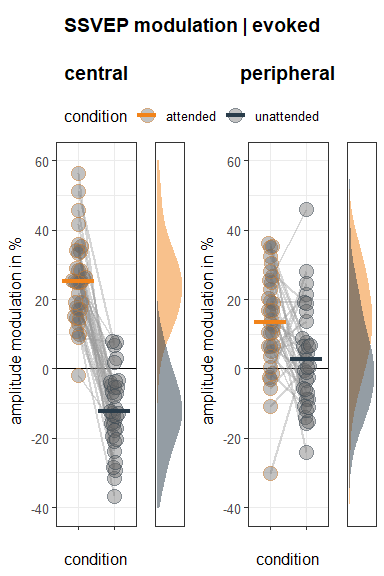 SSVEP modulation | evoked
central peripheral
condition attended unattended
amplitude modulation in %
60
40
20
0
-20
-40
condition
amplitude modulation in %
60
40
20
0
-20
-40
condition